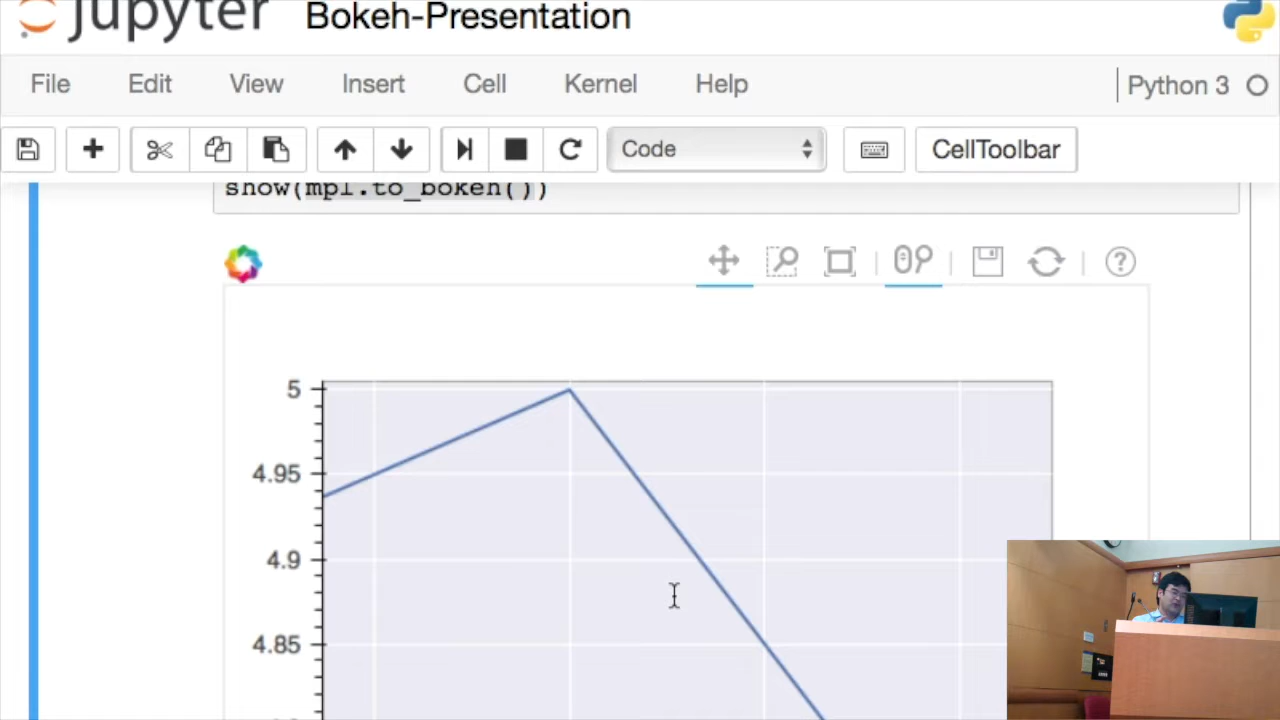 jupyter Bokeh-Presentation
File Edit View Insert Cell Kernel Help Python 3
Code CellToolbar
show(mpl.to_bokeh())
5
4.95
4.9
4.85